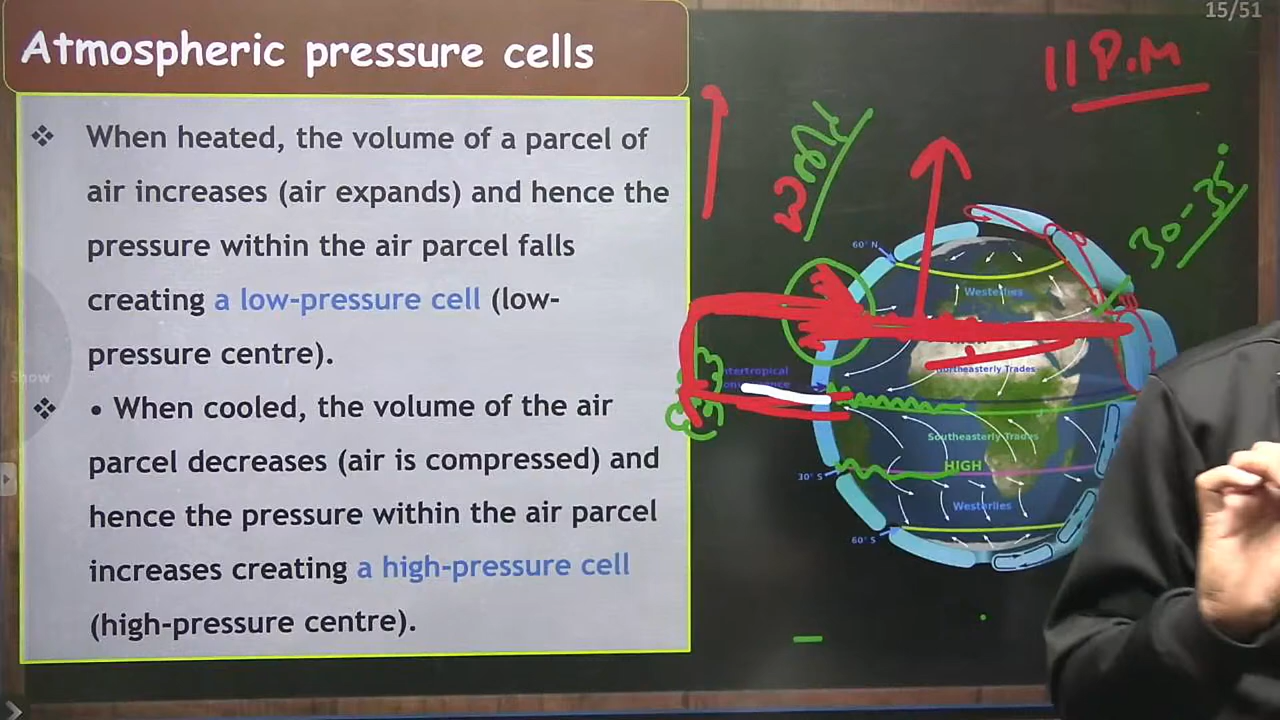 15/51
Atmospheric pressure cells
11 P.M
❖ When heated, the volume of a parcel of
air increases (air expands) and hence the
pressure within the air parcel falls
creating a low-pressure cell (low-
pressure centre).
❖ • When cooled, the volume of the air
parcel decreases (air is compressed) and
hence the pressure within the air parcel
increases creating a high-pressure cell
(high-pressure centre).
Show
30-35°
60° N
Westerlies
Northeasterly Trades
Intertropical
Southeasterly Trades
HIGH
30° S
Westerlies
60° S